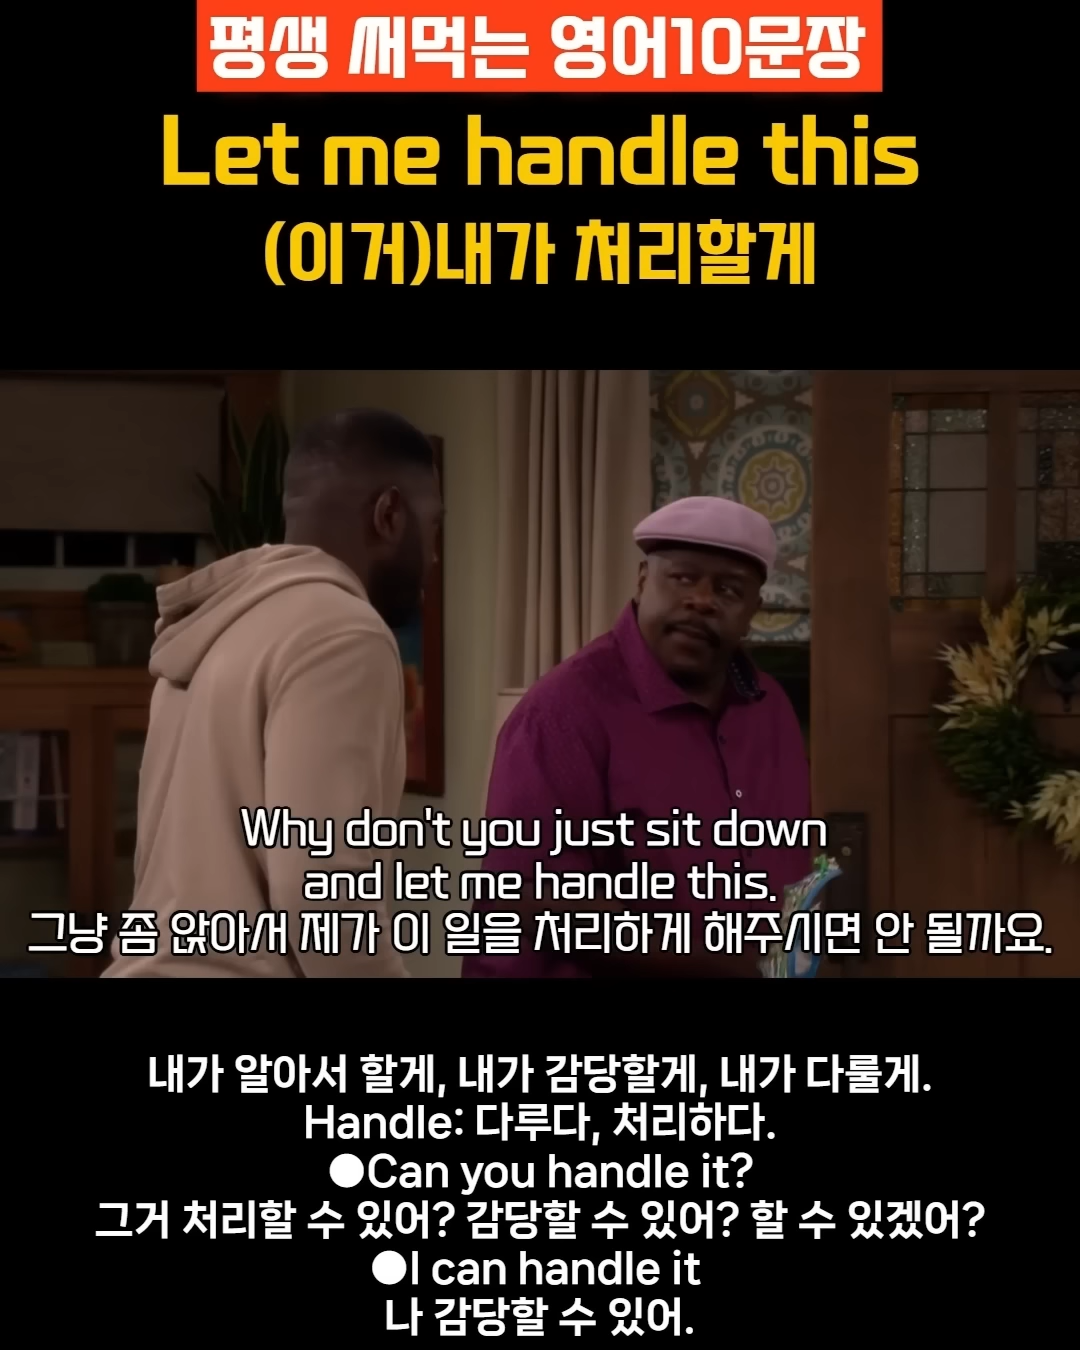 평생 써먹는 영어10문장
Let me handle this
(이거)내가 처리할게
Why don't you just sit down
and let me handle this.
그냥 좀 앉아서 제가 이 일을 처리하게 해주시면 안 될까요.
내가 알아서 할게, 내가 감당할게, 내가 다룰게.
Handle: 다루다, 처리하다.
●Can you handle it?
그거 처리할 수 있어? 감당할 수 있어? 할 수 있겠어?
●I can handle it
나 감당할 수 있어.